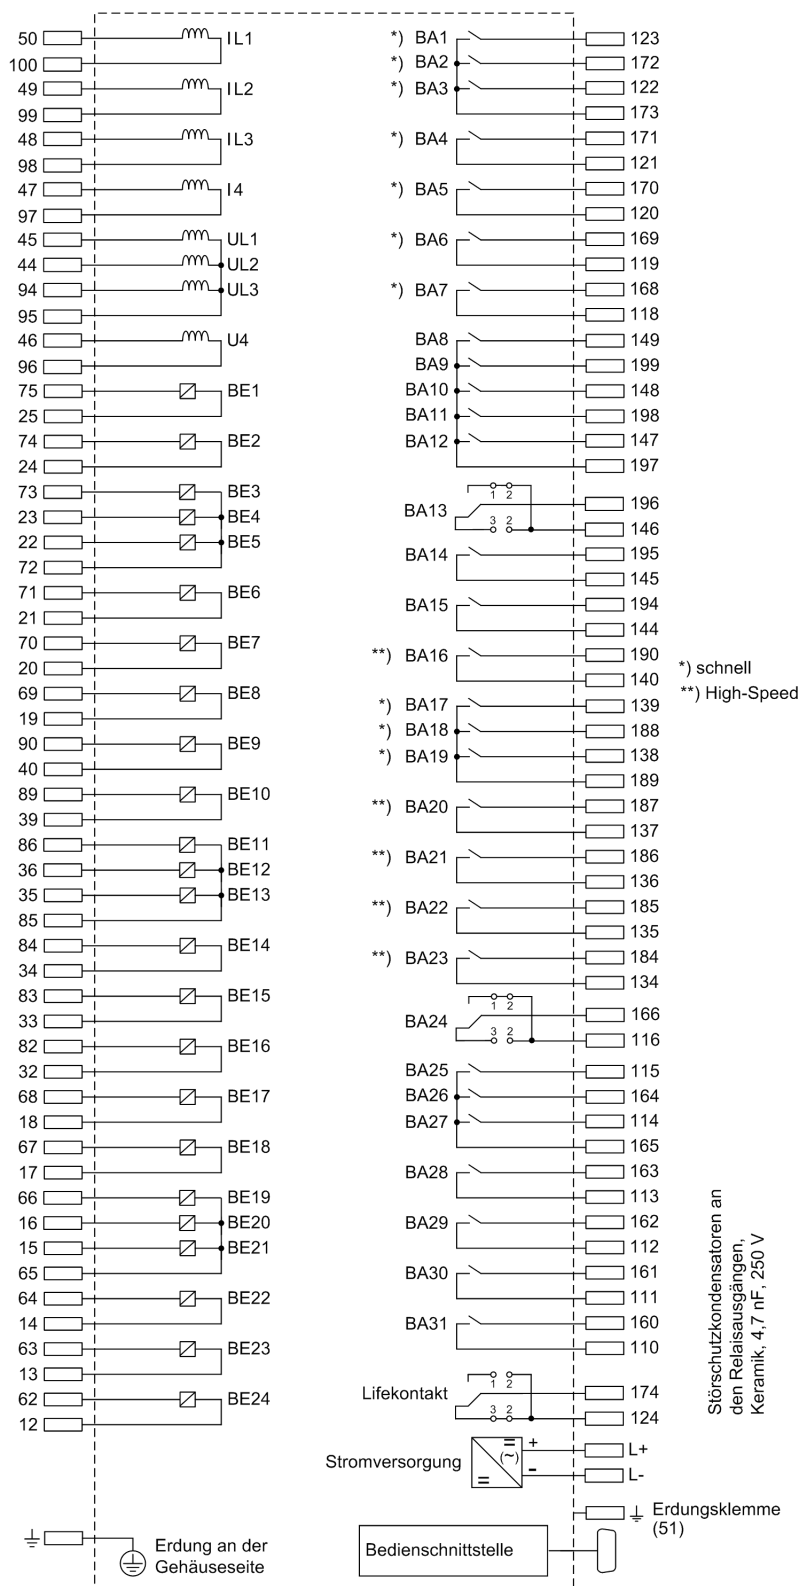 50 IL1
100
49 IL2
99
48 IL3
98
47 I4
97
45 UL1
44 UL2
94 UL3
95
46 U4
96
75 BE1
25
74 BE2
24
73 BE3
23 BE4
22 BE5
72
71 BE6
21
70 BE7
20
69 BE8
19
90 BE9
40
89 BE10
39
86 BE11
36 BE12
35 BE13
85
84 BE14
34
83 BE15
33
82 BE16
32
68 BE17
18
67 BE18
17
66 BE19
16 BE20
15 BE21
65
64 BE22
14
63 BE23
13
62 BE24
12
Erdung an der
Gehäuseseite
*) BA1 123
*) BA2 172
*) BA3 122
173
*) BA4 171
121
*) BA5 170
120
*) BA6 169
119
*) BA7 168
118
BA8 149
BA9 199
BA10 148
BA11 198
BA12 147
197
1 2
BA13 196
3 2 146
BA14 195
145
BA15 194
144
**) BA16 190
140
*) BA17 139
*) BA18 188
*) BA19 138
189
**) BA20 187
137
**) BA21 186
136
**) BA22 185
135
**) BA23 184
134
1 2
BA24 166
3 2 116
BA25 115
BA26 164
BA27 114
165
BA28 163
113
BA29 162
112
BA30 161
111
BA31 160
110
1 2
Lifekontakt 174
3 2 124
Stromversorgung = (~) = + L+
- L-
Erdungsklemme
(51)
Bedienschnittstelle
*) schnell
**) High-Speed
Störschutzkondensatoren an
den Relaisausgängen,
Keramik, 4,7 nF, 250 V